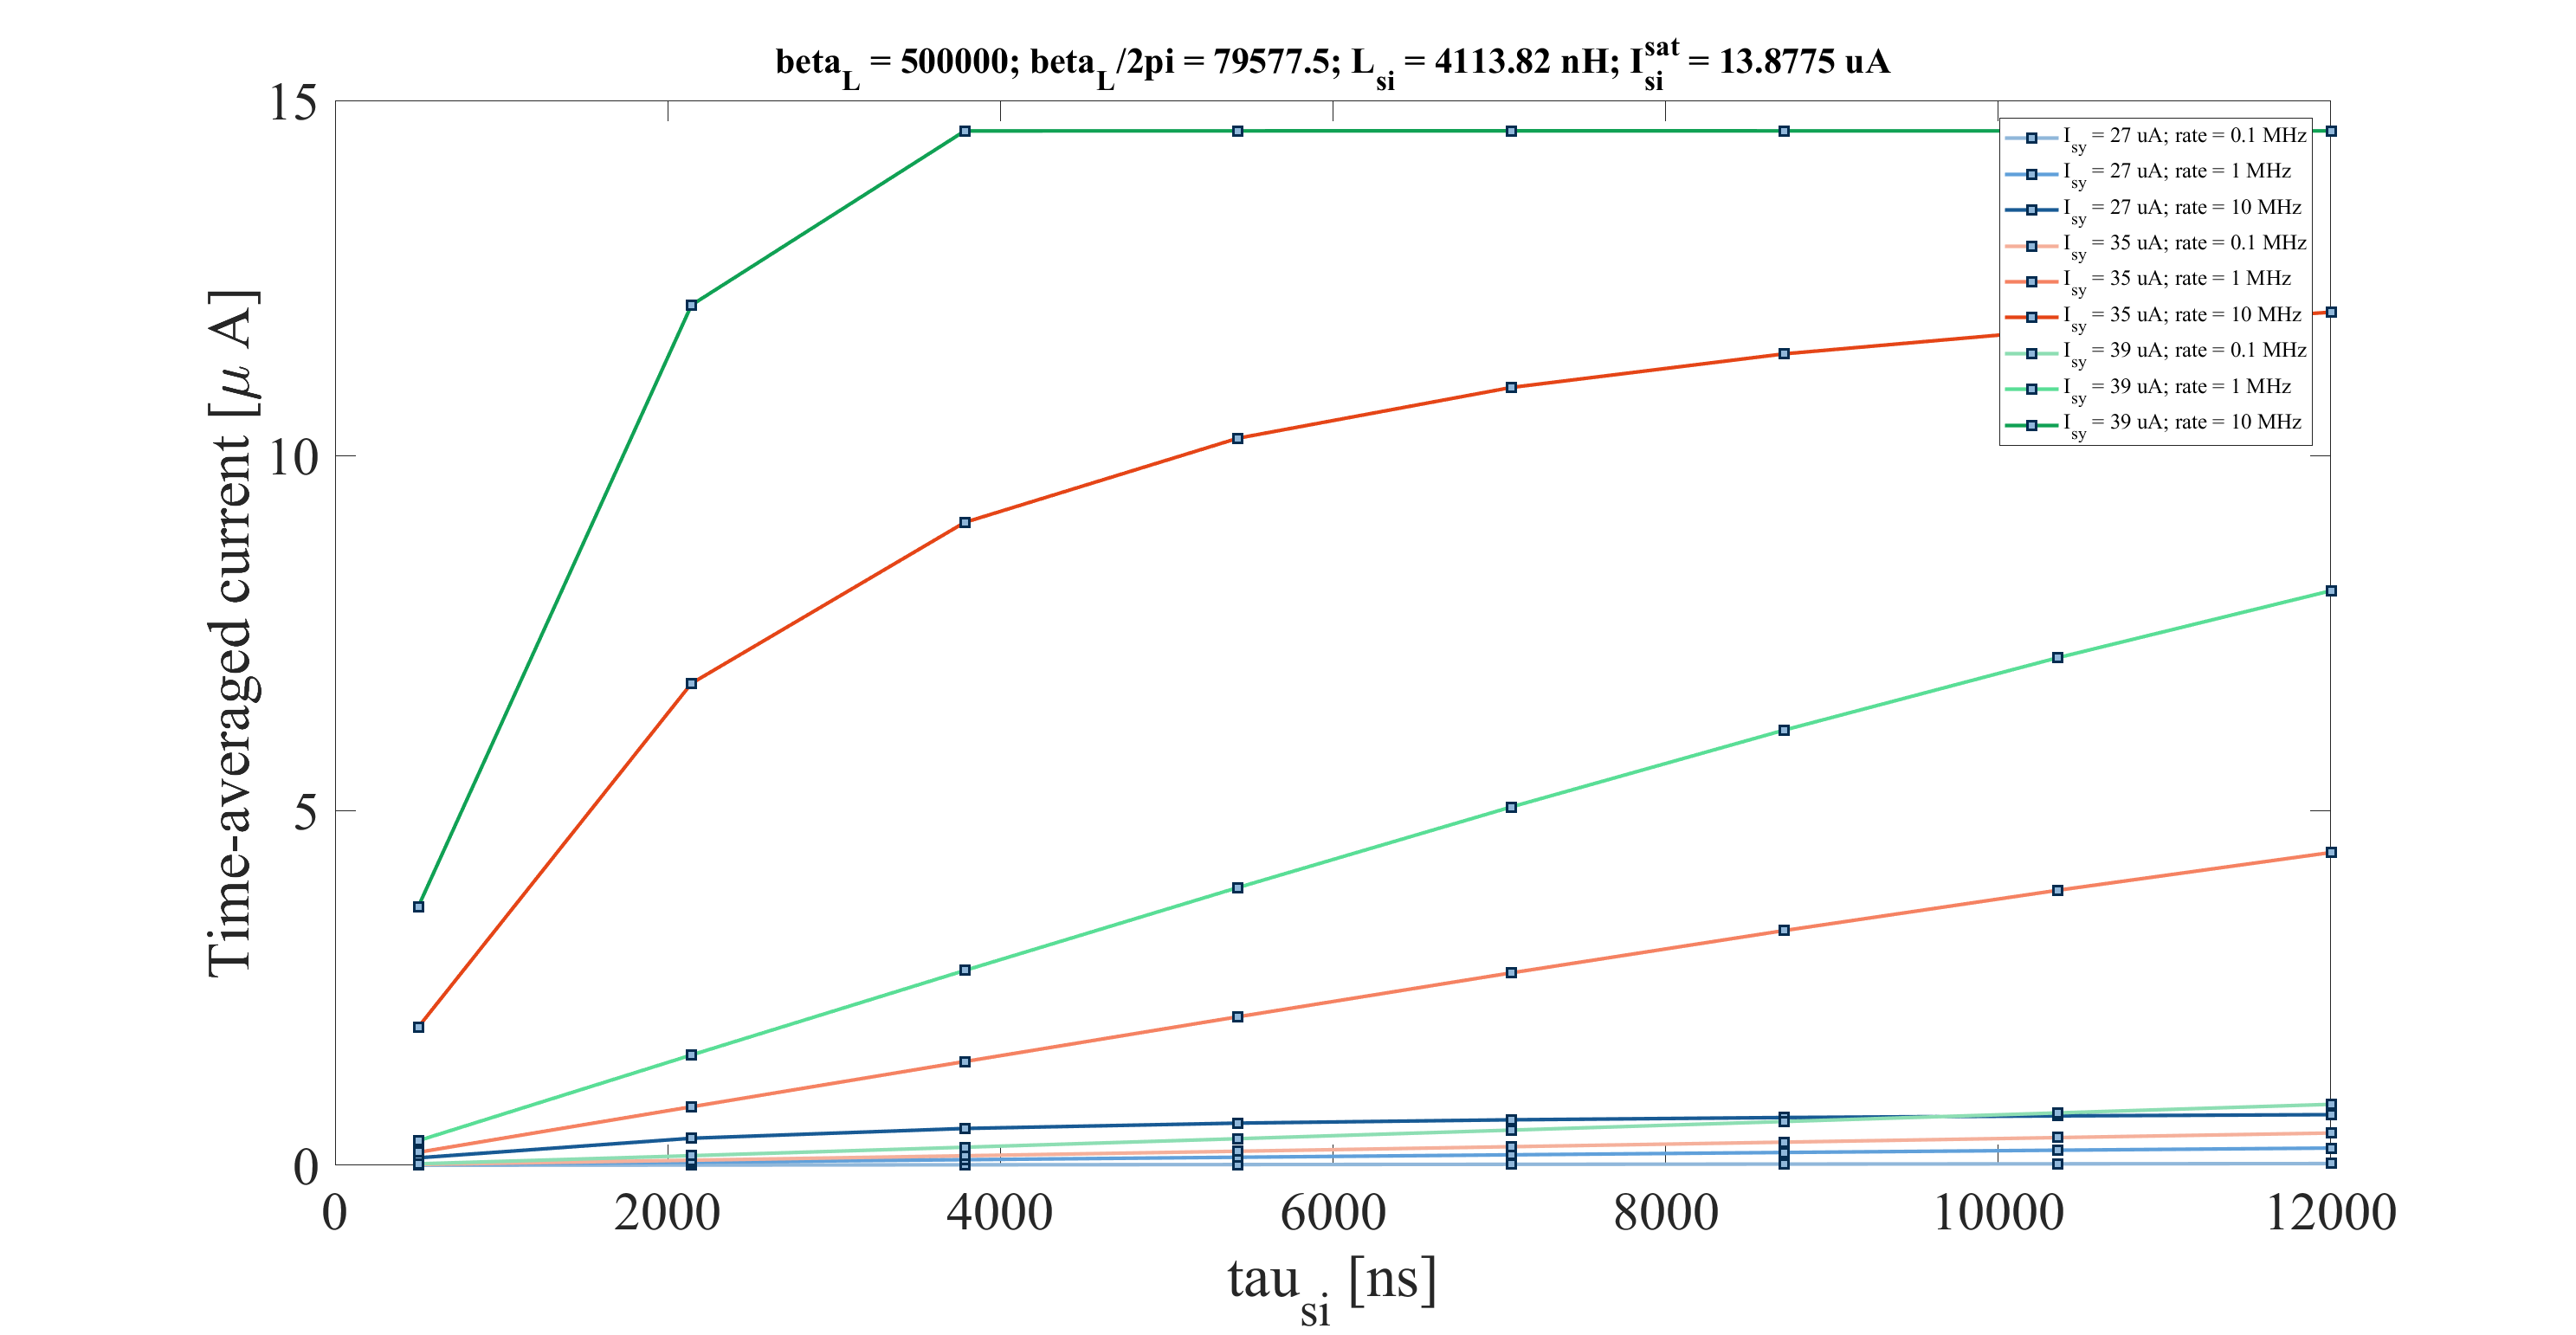 beta_L = 500000; beta_L/2pi = 79577.5; L_si = 4113.82 nH; I_si^sat = 13.8775 uA
15
10
5
0
Time-averaged current [μ A]
I_sy = 27 uA; rate = 0.1 MHz
I_sy = 27 uA; rate = 1 MHz
I_sy = 27 uA; rate = 10 MHz
I_sy = 35 uA; rate = 0.1 MHz
I_sy = 35 uA; rate = 1 MHz
I_sy = 35 uA; rate = 10 MHz
I_sy = 39 uA; rate = 0.1 MHz
I_sy = 39 uA; rate = 1 MHz
I_sy = 39 uA; rate = 10 MHz
0 2000 4000 6000 8000 10000 12000
tau_si [ns]